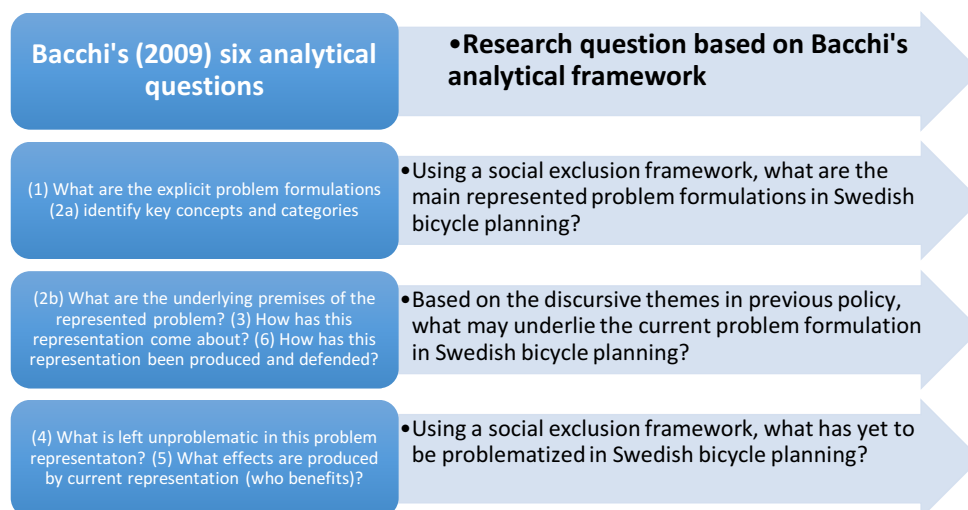 Bacchi's (2009) six analytical
questions
•Research question based on Bacchi's
analytical framework
(1) What are the explicit problem formulations
(2a) identify key concepts and categories
•Using a social exclusion framework, what are the
main represented problem formulations in Swedish
bicycle planning?
(2b) What are the underlying premises of the
represented problem? (3) How has this
representation come about? (6) How has this
representation been produced and defended?
•Based on the discursive themes in previous policy,
what may underlie the current problem formulation
in Swedish bicycle planning?
(4) What is left unproblematic in this problem
representaton? (5) What effects are produced
by current representation (who benefits)?
•Using a social exclusion framework, what has yet to
be problematized in Swedish bicycle planning?